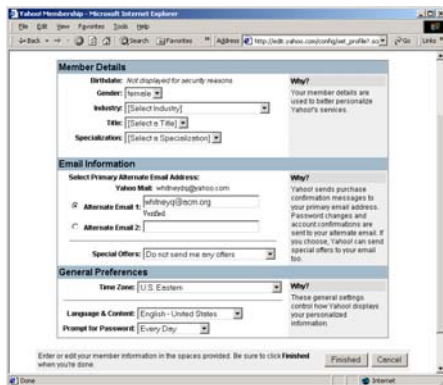 Yahoo! Membership - Microsoft Internet Explorer
File Edit View Favorites Tools Help
Back Search Favorites Address http://edit.yahoo.com/config/set_profile?.sc Go Links
Member Details
Birthdate: Not displayed for security reasons
Gender: female
Industry: [Select Industry]
Title: [Select a Title]
Specialization: [Select a Specialization]
Why?
Your member details are
used to better personalize
Yahoo!'s services.
Email Information
Select Primary Alternate Email Address:
Yahoo Mail: whitneydq@yahoo.com
Alternate Email 1: whitneyq@acm.org
Verified
Alternate Email 2:
Special Offers: Do not send me any offers
Why?
Yahoo! sends purchase
confirmation messages to
your primary email address.
Password changes and
account confirmations are
sent to your alternate email. If
you choose, Yahoo! can send
special offers to your email
too.
General Preferences
Time Zone: U.S. Eastern
Language & Content: English - United States
Prompt for Password: Every Day
Why?
These general settings
control how Yahoo! displays
your personalized
information.
Enter or edit your member information in the spaces provided. Be sure to click Finished
when you're done.
Finished Cancel
Done Internet